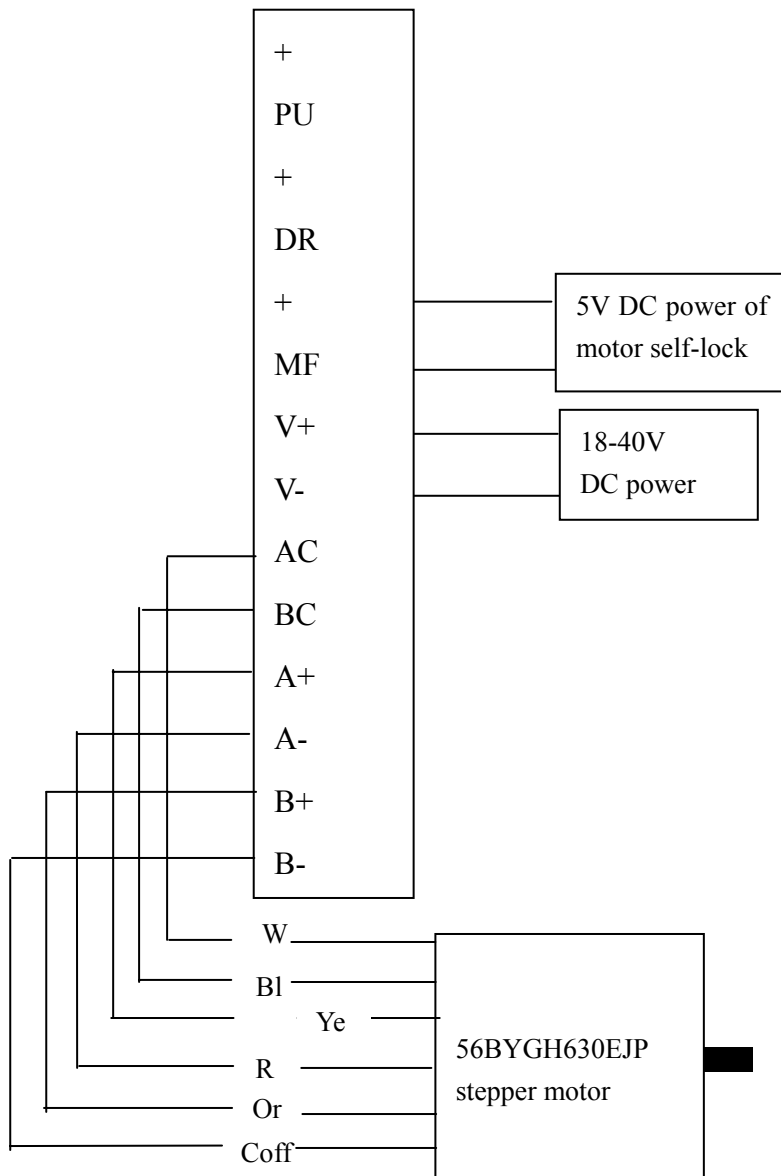 +
PU
+
DR
+
MF
V+
V-
AC
BC
A+
A-
B+
B-
5V DC power of
motor self-lock
18-40V
DC power
W
Bl
Ye
R
Or
Coff
56BYGH630EJP
stepper motor